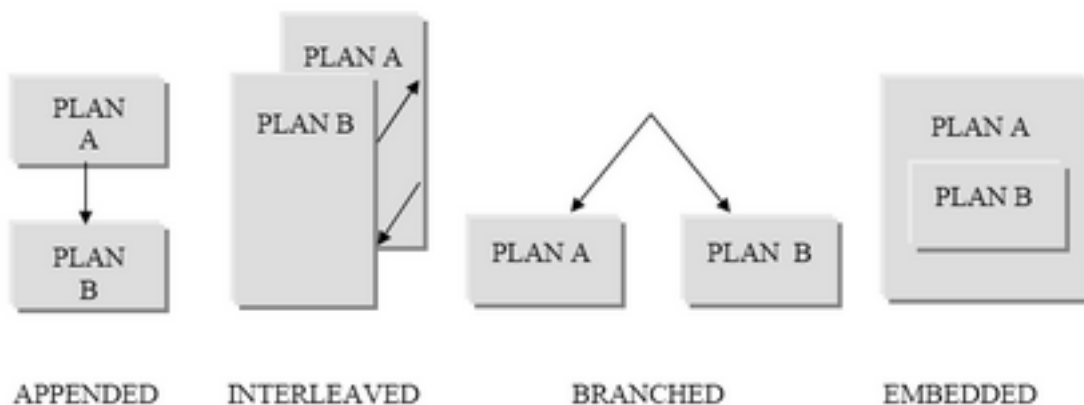 PLAN
A
PLAN
B
APPENDED
PLAN A
PLAN B
INTERLEAVED
PLAN A
PLAN B
BRANCHED
PLAN A
PLAN B
EMBEDDED